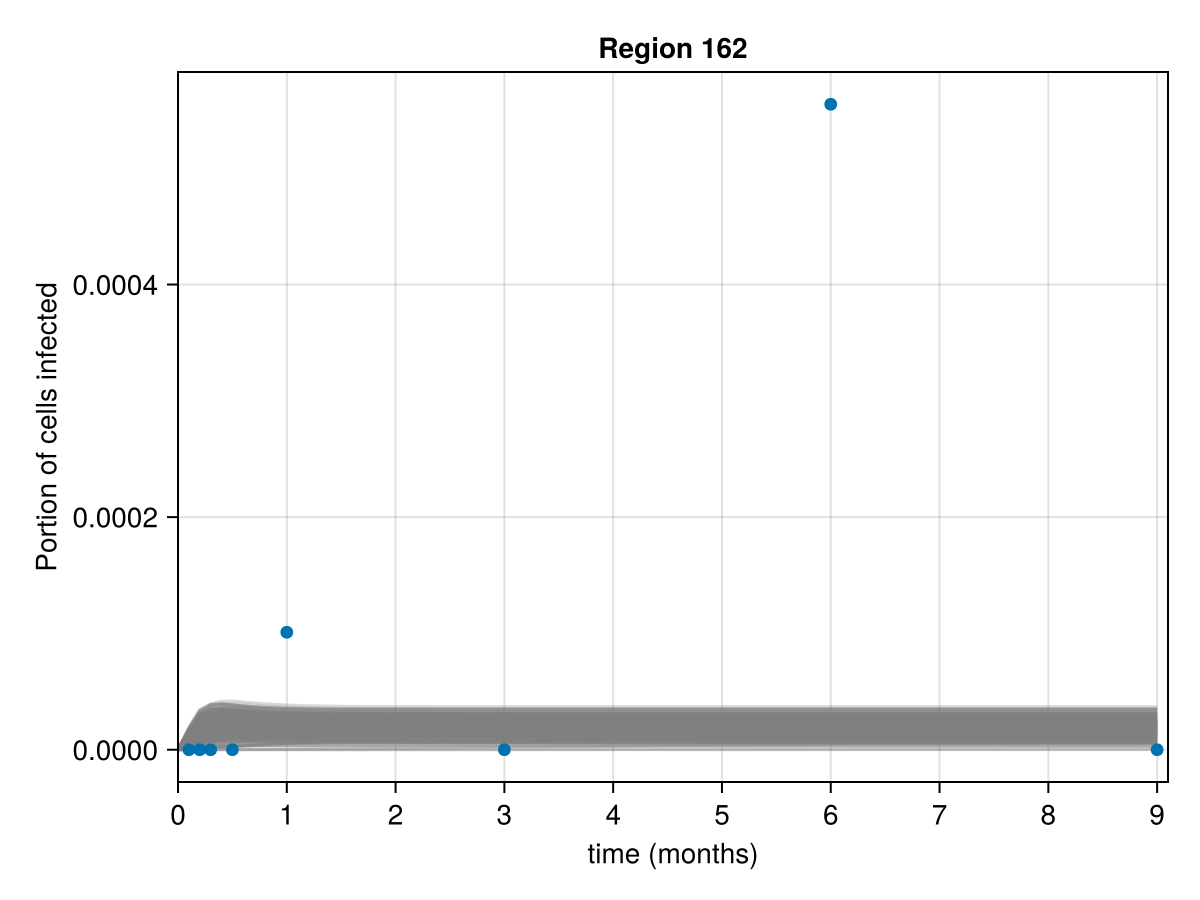 Region 162
Portion of cells infected
0.0004
0.0002
0.0000
0 1 2 3 4 5 6 7 8 9
time (months)